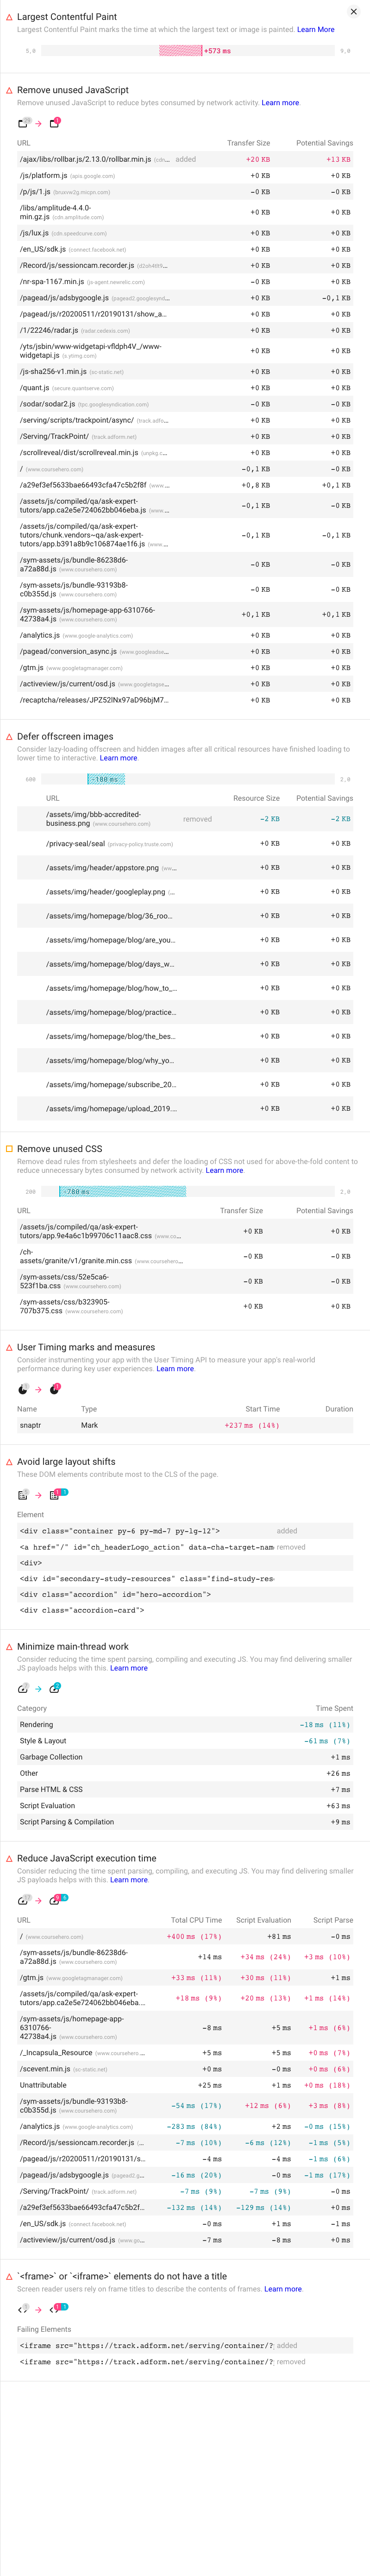 Largest Contentful Paint
Largest Contentful Paint marks the time at which the largest text or image is painted. Learn More
5,0 +573 ms 9,0
Remove unused JavaScript
Remove unused JavaScript to reduce bytes consumed by network activity. Learn more.
URL Transfer Size Potential Savings
/ajax/libs/rollbar.js/2.13.0/rollbar.min.js (cdn... added +20 KB +13 KB
/js/platform.js (apis.google.com) +0 KB +0 KB
/p/js/1.js –0 KB –0 KB
/libs/amplitude-4.4.0-
min.gz.js (cdn.amplitude.com) +0 KB +0 KB
/js/lux.js (cdn.speedcurve.com) +0 KB +0 KB
/en_US/sdk.js (connect.facebook.net) +0 KB +0 KB
/Record/js/sessioncam.recorder.js +0 KB +0 KB
/nr-spa-1167.min.js (js-agent.newrelic.com) –0 KB +0 KB
/pagead/js/adsbygoogle.js (pagead2.googlesynd... +0 KB –0,1 KB
/pagead/js/r20200511/r20190131/show_a... +0 KB +0 KB
/1/22246/radar.js (radar.cedexis.com) +0 KB +0 KB
/yts/jsbin/www-widgetapi-vfldph4V_/www-
widgetapi.js (s.ytimg.com) +0 KB +0 KB
/js-sha256-v1.min.js (sc-static.net) +0 KB +0 KB
/quant.js (secure.quantserve.com) +0 KB +0 KB
/sodar/sodar2.js (tpc.googlesyndication.com) –0 KB +0 KB
/serving/scripts/trackpoint/async/ (track.adfo... +0 KB +0 KB
/Serving/TrackPoint/ (track.adform.net) +0 KB +0 KB
/scrollreveal/dist/scrollreveal.min.js (unpkg.c... +0 KB +0 KB
/ (www.coursehero.com) –0,1 KB –0 KB
/a29ef3ef5633bae66493cfa47c5b2f8f (www.... +0,8 KB +0,1 KB
/assets/js/compiled/qa/ask-expert-
tutors/app.ca2e5e724062bb046eba.js (www.... –0,1 KB –0 KB
/assets/js/compiled/qa/ask-expert-
tutors/chunk.vendors~qa/ask-expert-
tutors/app.b391a8b9c106874ae1f6.js (www.... –0,1 KB –0,1 KB
/sym-assets/js/bundle-86238d6-
a72a88d.js (www.coursehero.com) –0 KB –0 KB
/sym-assets/js/bundle-93193b8-
c0b355d.js (www.coursehero.com) –0 KB –0 KB
/sym-assets/js/homepage-app-6310766-
42738a4.js (www.coursehero.com) +0,1 KB +0,1 KB
/analytics.js (www.google-analytics.com) +0 KB +0 KB
/pagead/conversion_async.js (www.googleadse... +0 KB +0 KB
/gtm.js (www.googletagmanager.com) +0 KB +0 KB
/activeview/js/current/osd.js (www.googletagse... +0 KB +0 KB
/recaptcha/releases/JPZ52lNx97aD96bjM7... +0 KB +0 KB
Defer offscreen images
Consider lazy-loading offscreen and hidden images after all critical resources have finished loading to
lower time to interactive. Learn more.
600 –180 ms 2,0
URL Resource Size Potential Savings
/assets/img/bbb-accredited-
business.png (www.coursehero.com) removed –2 KB –2 KB
/privacy-seal/seal (privacy-policy.truste.com) +0 KB +0 KB
/assets/img/header/appstore.png (ww... +0 KB +0 KB
/assets/img/header/googleplay.png (... +0 KB +0 KB
/assets/img/homepage/blog/36_roo... +0 KB +0 KB
/assets/img/homepage/blog/are_you... +0 KB +0 KB
/assets/img/homepage/blog/days_w... +0 KB +0 KB
/assets/img/homepage/blog/how_to_... +0 KB +0 KB
/assets/img/homepage/blog/practice... +0 KB +0 KB
/assets/img/homepage/blog/the_bes... +0 KB +0 KB
/assets/img/homepage/blog/why_yo... +0 KB +0 KB
/assets/img/homepage/subscribe_20... +0 KB +0 KB
/assets/img/homepage/upload_2019.... +0 KB +0 KB
Remove unused CSS
Remove dead rules from stylesheets and defer the loading of CSS not used for above-the-fold content to
reduce unnecessary bytes consumed by network activity. Learn more.
200 –780 ms 2,0
URL Transfer Size Potential Savings
/assets/js/compiled/qa/ask-expert-
tutors/app.9e4a6c1b99706c11aac8.css (www.co... +0 KB +0 KB
/ch-
assets/granite/v1/granite.min.css (www.coursehero... –0 KB –0 KB
/sym-assets/css/52e5ca6-
523f1ba.css (www.coursehero.com) –0 KB –0 KB
/sym-assets/css/b323905-
707b375.css (www.coursehero.com) +0 KB +0 KB
User Timing marks and measures
Consider instrumenting your app with the User Timing API to measure your app's real-world
performance during key user experiences. Learn more.
Name Type Start Time Duration
snaptr Mark +237 ms (14%)
Avoid large layout shifts
These DOM elements contribute most to the CLS of the page.
Element
<div class="container py-6 py-md-7 py-lg-12"> added
<a href="/" id="ch_headerLogo_action" data-cha-target-nam removed
<div>
<div id="secondary-study-resources" class="find-study-res
<div class="accordion" id="hero-accordion">
<div class="accordion-card">
Minimize main-thread work
Consider reducing the time spent parsing, compiling and executing JS. You may find delivering smaller
JS payloads helps with this. Learn more
Category Time Spent
Rendering –18 ms (11%)
Style & Layout –61 ms (7%)
Garbage Collection +1 ms
Other +26 ms
Parse HTML & CSS +7 ms
Script Evaluation +63 ms
Script Parsing & Compilation +9 ms
Reduce JavaScript execution time
Consider reducing the time spent parsing, compiling, and executing JS. You may find delivering smaller
JS payloads helps with this. Learn more.
URL Total CPU Time Script Evaluation Script Parse
/ (www.coursehero.com) +400 ms (17%) +81 ms –0 ms
/sym-assets/js/bundle-86238d6-
a72a88d.js (www.coursehero.com) +14 ms +34 ms (24%) +3 ms (10%)
/gtm.js (www.googletagmanager.com) +33 ms (11%) +30 ms (11%) +1 ms
/assets/js/compiled/qa/ask-expert-
tutors/app.ca2e5e724062bb046eba.... +18 ms (9%) +20 ms (13%) +1 ms (14%)
/sym-assets/js/homepage-app-
6310766-
42738a4.js (www.coursehero.com) –8 ms +5 ms +1 ms (6%)
/_Incapsula_Resource (www.coursehero.... +5 ms +5 ms +0 ms (7%)
/scevent.min.js (sc-static.net) +0 ms –0 ms +0 ms (6%)
Unattributable +25 ms +1 ms +0 ms (18%)
/sym-assets/js/bundle-93193b8-
c0b355d.js (www.coursehero.com) –54 ms (17%) +12 ms (6%) +3 ms (8%)
/analytics.js (www.google-analytics.com) –283 ms (84%) +2 ms –0 ms (15%)
/Record/js/sessioncam.recorder.js (... –7 ms (10%) –6 ms (12%) –1 ms (5%)
/pagead/js/r20200511/r20190131/s... –4 ms –4 ms –1 ms (6%)
/pagead/js/adsbygoogle.js (pagead2.g... –16 ms (20%) –0 ms –1 ms (17%)
/Serving/TrackPoint/ (track.adform.net) –7 ms (9%) –7 ms (9%) –0 ms
/a29ef3ef5633bae66493cfa47c5b2f... –132 ms (14%) –129 ms (14%) +0 ms
/en_US/sdk.js (connect.facebook.net) –0 ms +1 ms –1 ms
/activeview/js/current/osd.js (www.go... –7 ms –8 ms +0 ms
`<frame>` or `<iframe>` elements do not have a title
Screen reader users rely on frame titles to describe the contents of frames. Learn more.
Failing Elements
<iframe src="https://track.adform.net/serving/container/? added
<iframe src="https://track.adform.net/serving/container/? removed